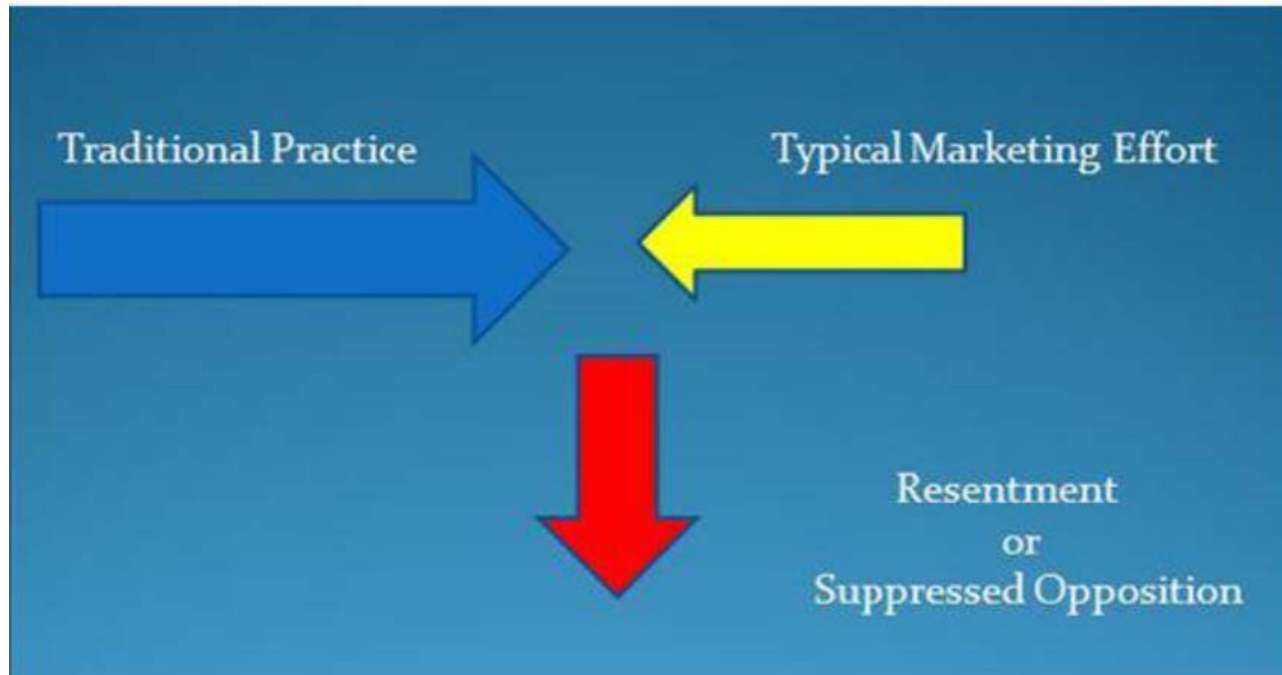 Traditional Practice
Typical Marketing Effort
Resentment
or
Suppressed Opposition